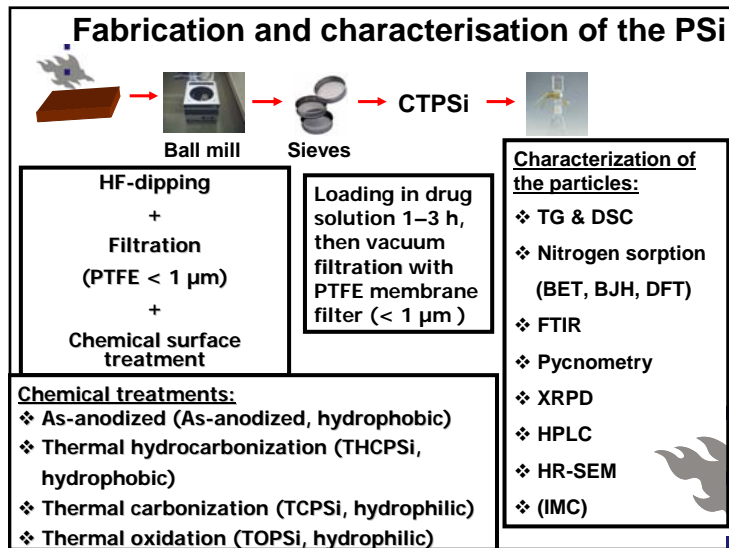 Fabrication and characterisation of the PSi
CTPSi
Ball mill
Sieves
HF-dipping
+
Filtration
(PTFE < 1 µm)
+
Chemical surface
treatment
Loading in drug
solution 1–3 h,
then vacuum
filtration with
PTFE membrane
filter (< 1 µm )
Characterization of
the particles:
❖ TG & DSC
❖ Nitrogen sorption
(BET, BJH, DFT)
❖ FTIR
❖ Pycnometry
❖ XRPD
❖ HPLC
❖ HR-SEM
❖ (IMC)
Chemical treatments:
❖ As-anodized (As-anodized, hydrophobic)
❖ Thermal hydrocarbonization (THCPSi,
hydrophobic)
❖ Thermal carbonization (TCPSi, hydrophilic)
❖ Thermal oxidation (TOPSi, hydrophilic)